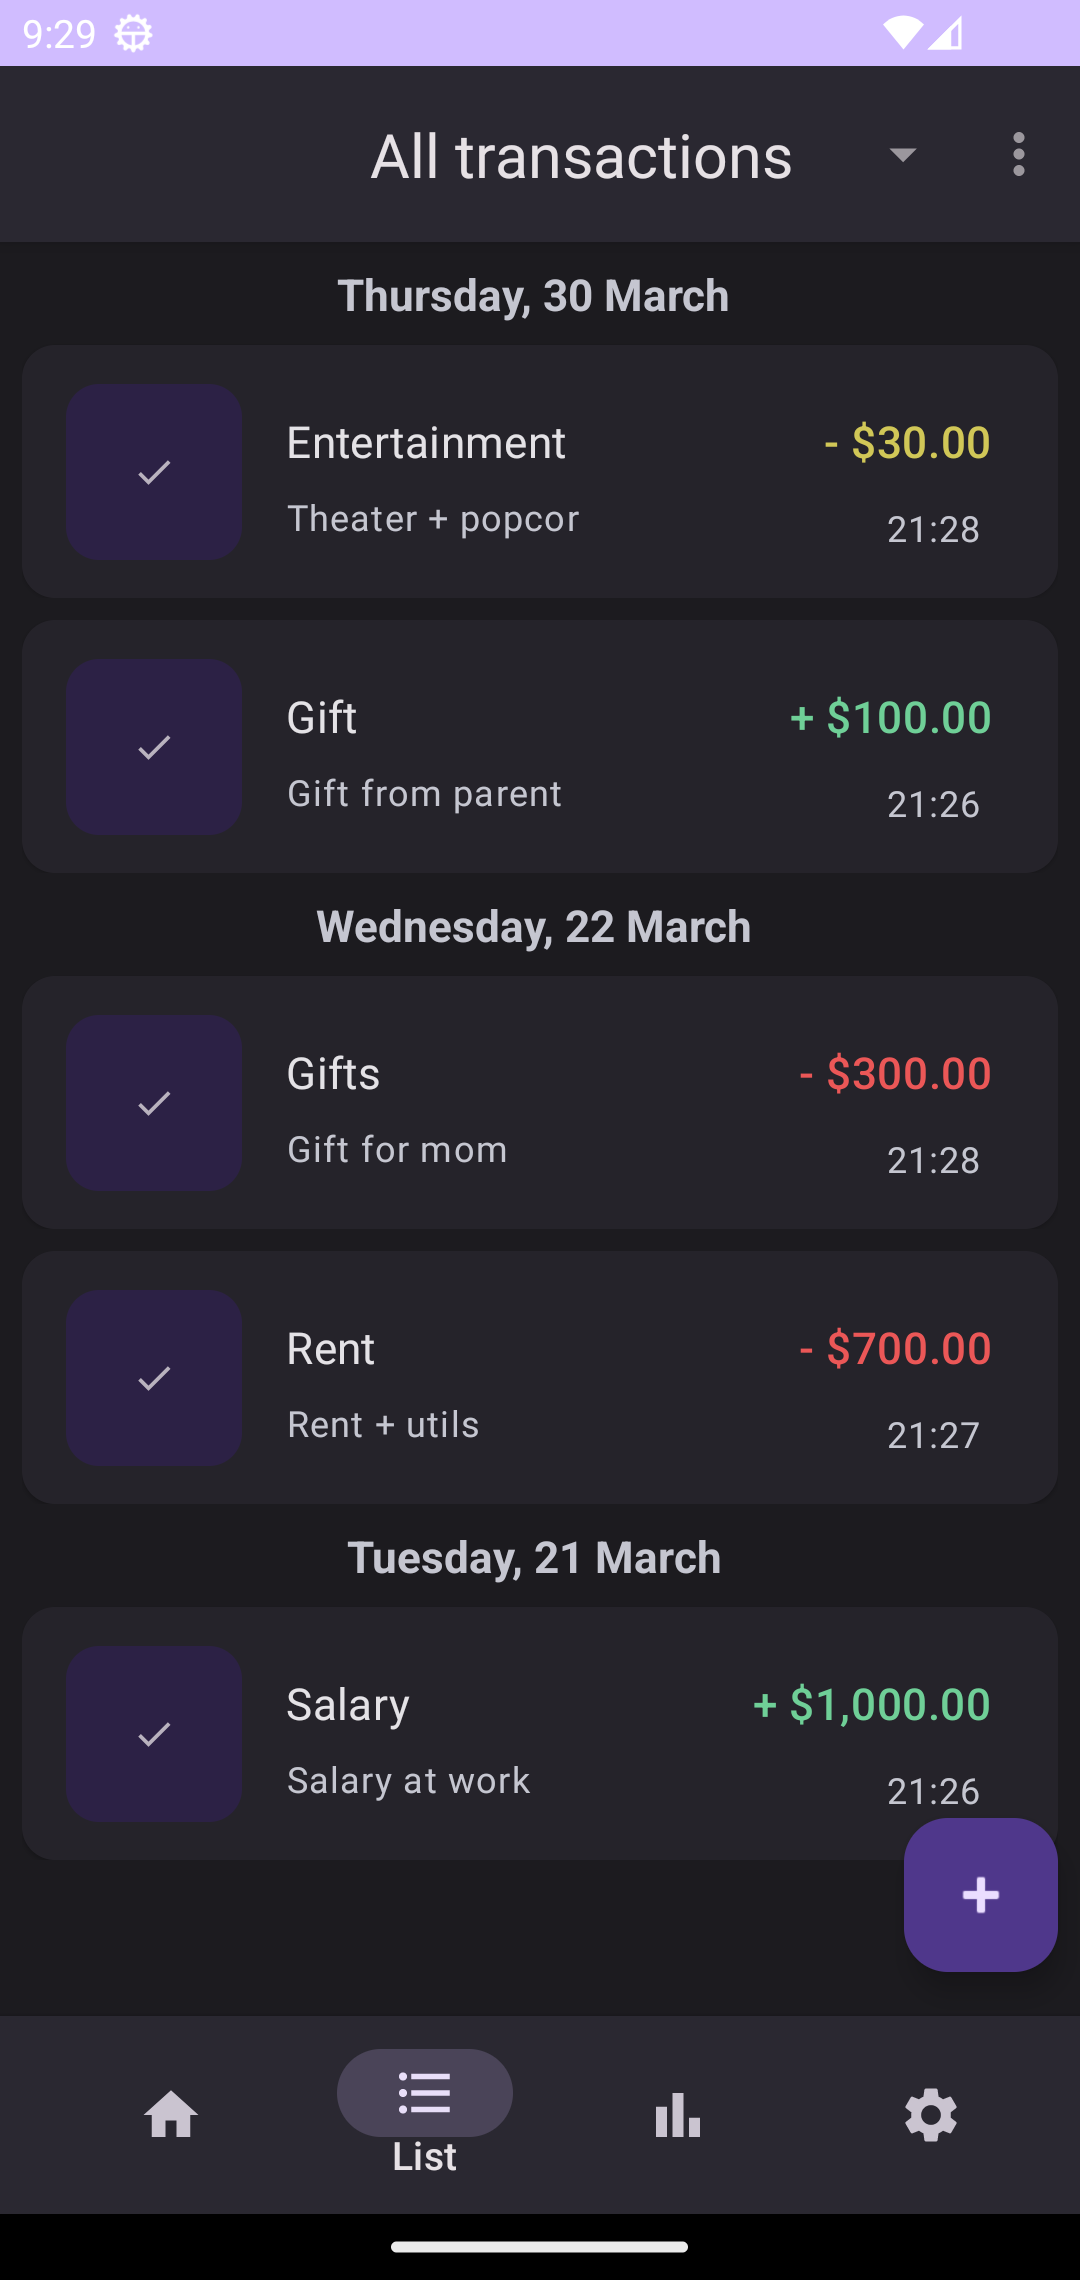 9:29
All transactions
Thursday, 30 March
Entertainment
- $30.00
Theater + popcor
21:28
Gift
+ $100.00
Gift from parent
21:26
Wednesday, 22 March
Gifts
- $300.00
Gift for mom
21:28
Rent
- $700.00
Rent + utils
21:27
Tuesday, 21 March
Salary
+ $1,000.00
Salary at work
21:26
List